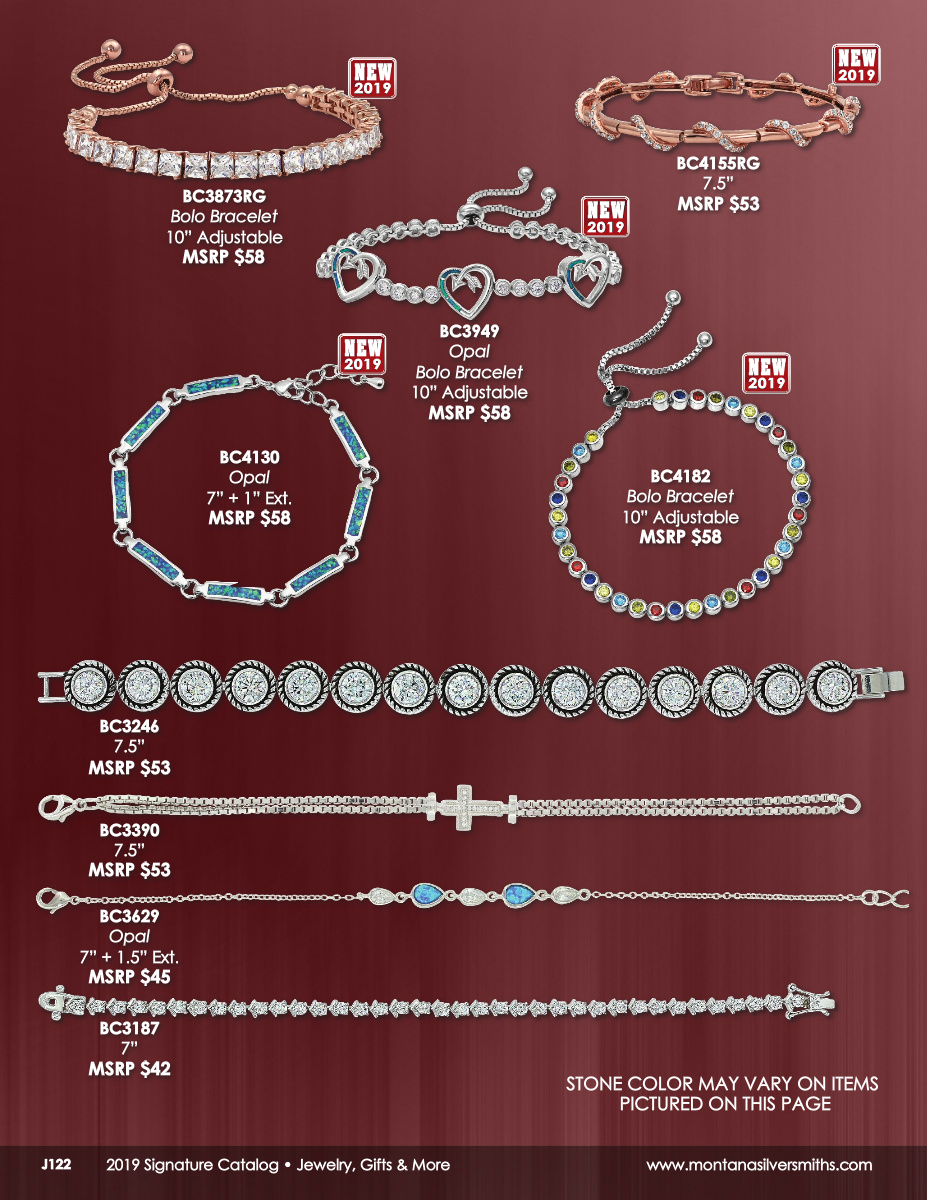 NEW
2019
BC3873RG
Bolo Bracelet
10” Adjustable
MSRP $58
NEW
2019
BC4155RG
7.5”
MSRP $53
NEW
2019
BC3949
Opal
Bolo Bracelet
10” Adjustable
MSRP $58
NEW
2019
BC4130
Opal
7” + 1” Ext.
MSRP $58
NEW
2019
BC4182
Bolo Bracelet
10” Adjustable
MSRP $58
BC3246
7.5”
MSRP $53
BC3390
7.5”
MSRP $53
BC3629
Opal
7” + 1.5” Ext.
MSRP $45
BC3187
7”
MSRP $42
STONE COLOR MAY VARY ON ITEMS
PICTURED ON THIS PAGE
J122 2019 Signature Catalog • Jewelry, Gifts & More www.montanasilversmiths.com